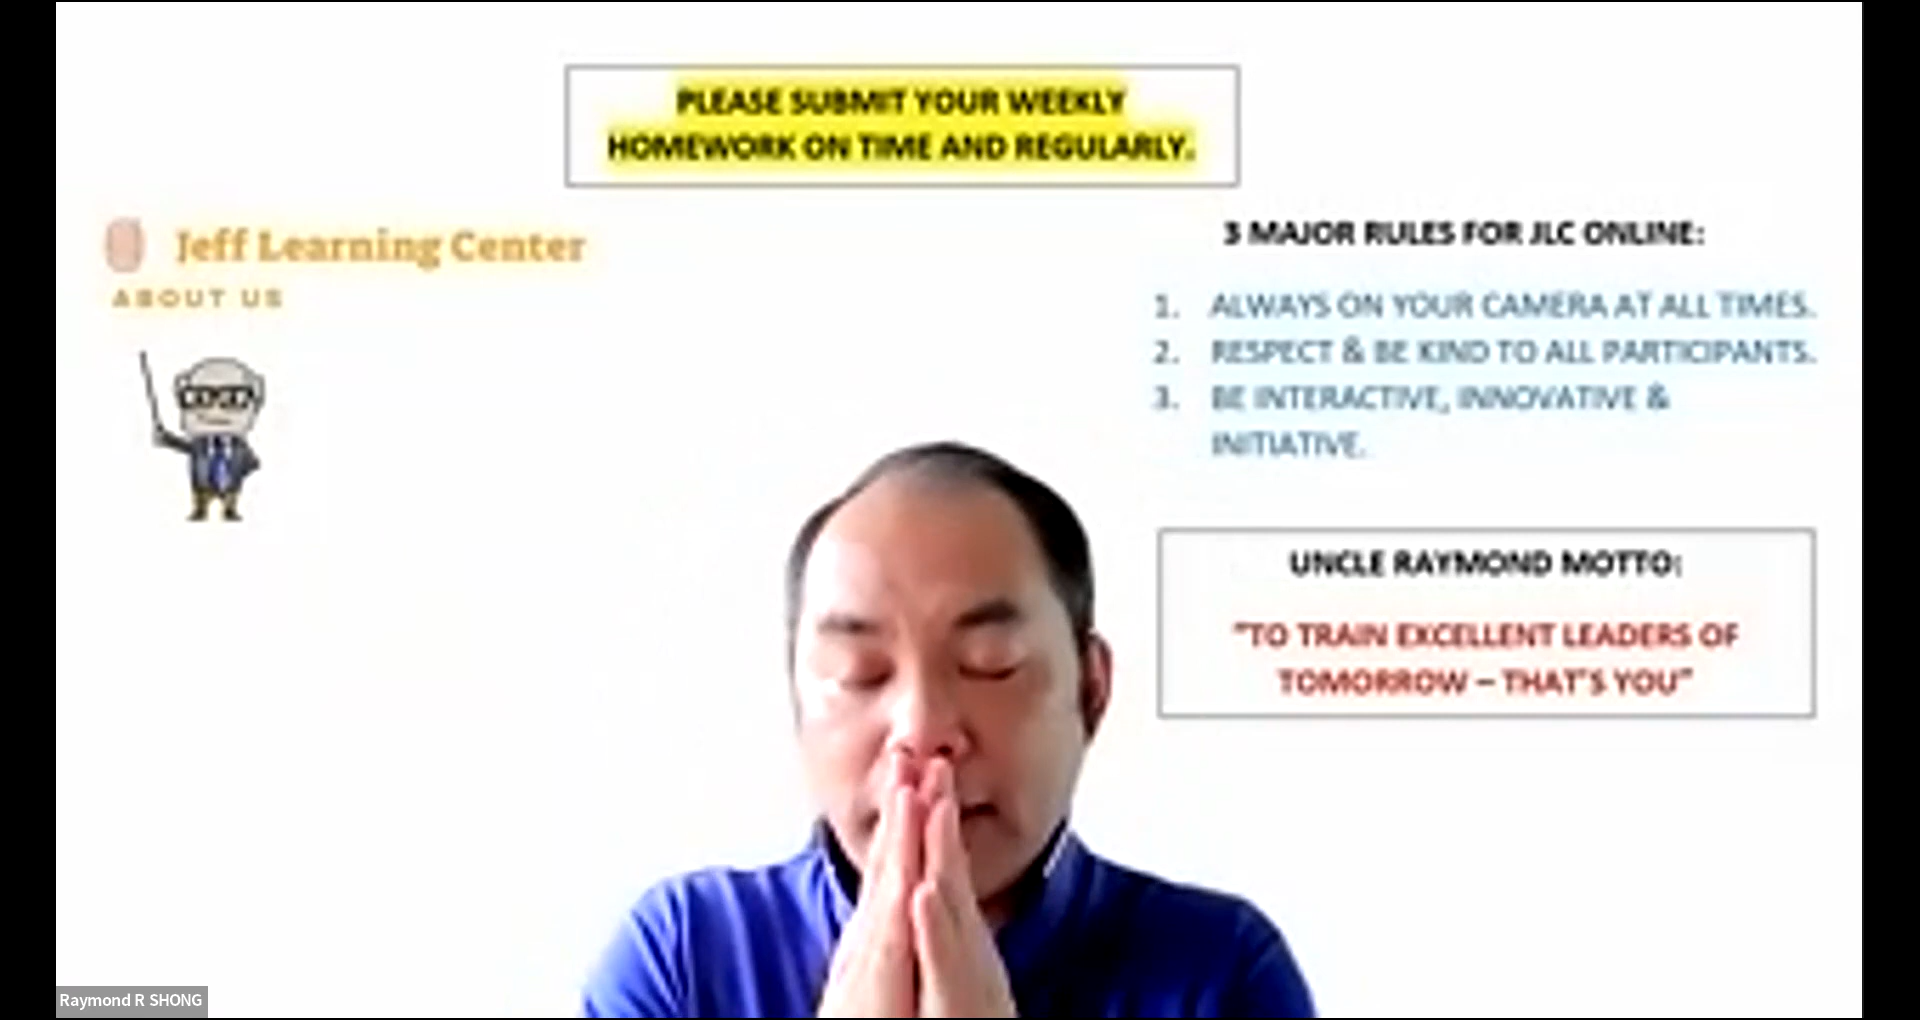 PLEASE SUBMIT YOUR WEEKLY
HOMEWORK ON TIME AND REGULARLY.
Jeff Learning Center
ABOUT US
3 MAJOR RULES FOR JLC ONLINE:
1. ALWAYS ON YOUR CAMERA AT ALL TIMES.
2. RESPECT & BE KIND TO ALL PARTICIPANTS.
3. BE INTERACTIVE, INNOVATIVE &
INITIATIVE.
UNCLE RAYMOND MOTTO:
"TO TRAIN EXCELLENT LEADERS OF
TOMORROW – THAT'S YOU"
Raymond R SHONG